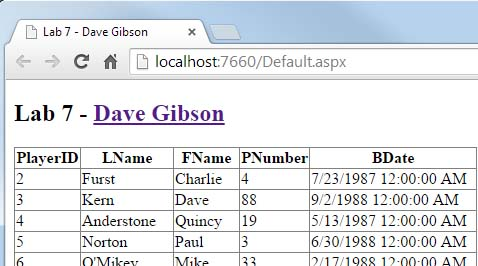 Lab 7 - Dave Gibson
localhost:7660/Default.aspx
Lab 7 - Dave Gibson
PlayerID LName FName PNumber BDate
2 Furst Charlie 4 7/23/1987 12:00:00 AM
3 Kern Dave 88 9/2/1988 12:00:00 AM
4 Anderstone Quincy 19 5/13/1987 12:00:00 AM
5 Norton Paul 3 6/30/1988 12:00:00 AM
6 O'Mikey Mike 33 2/17/1988 12:00:00 AM